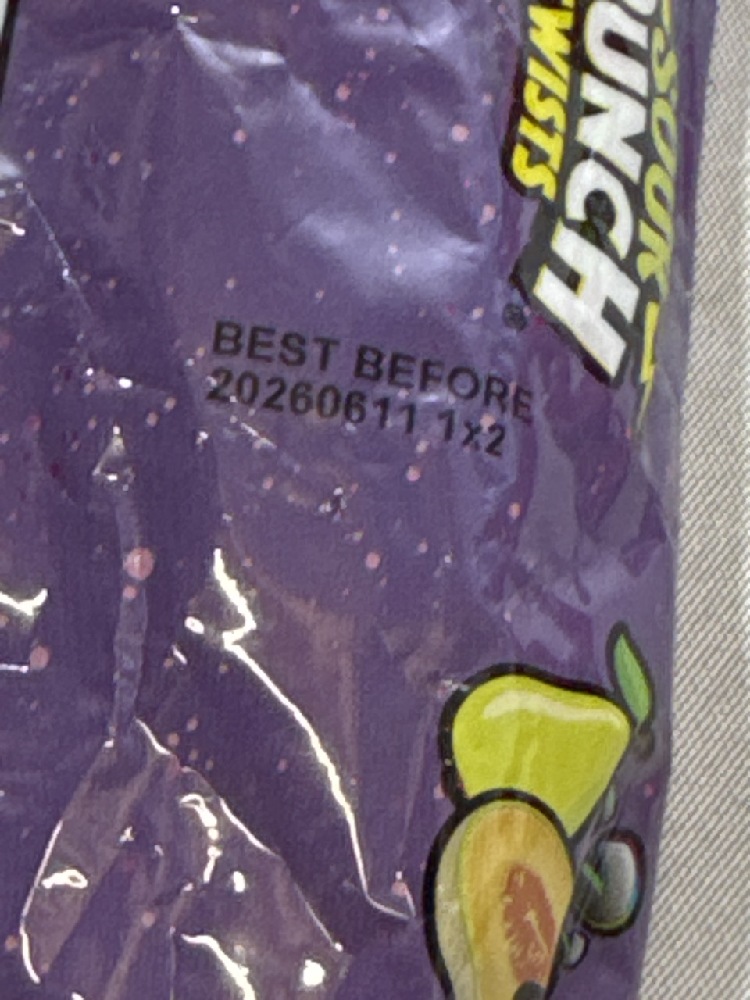 SOUR
PUNCH
TWISTS
®
BEST BEFORE
20260611 1x2